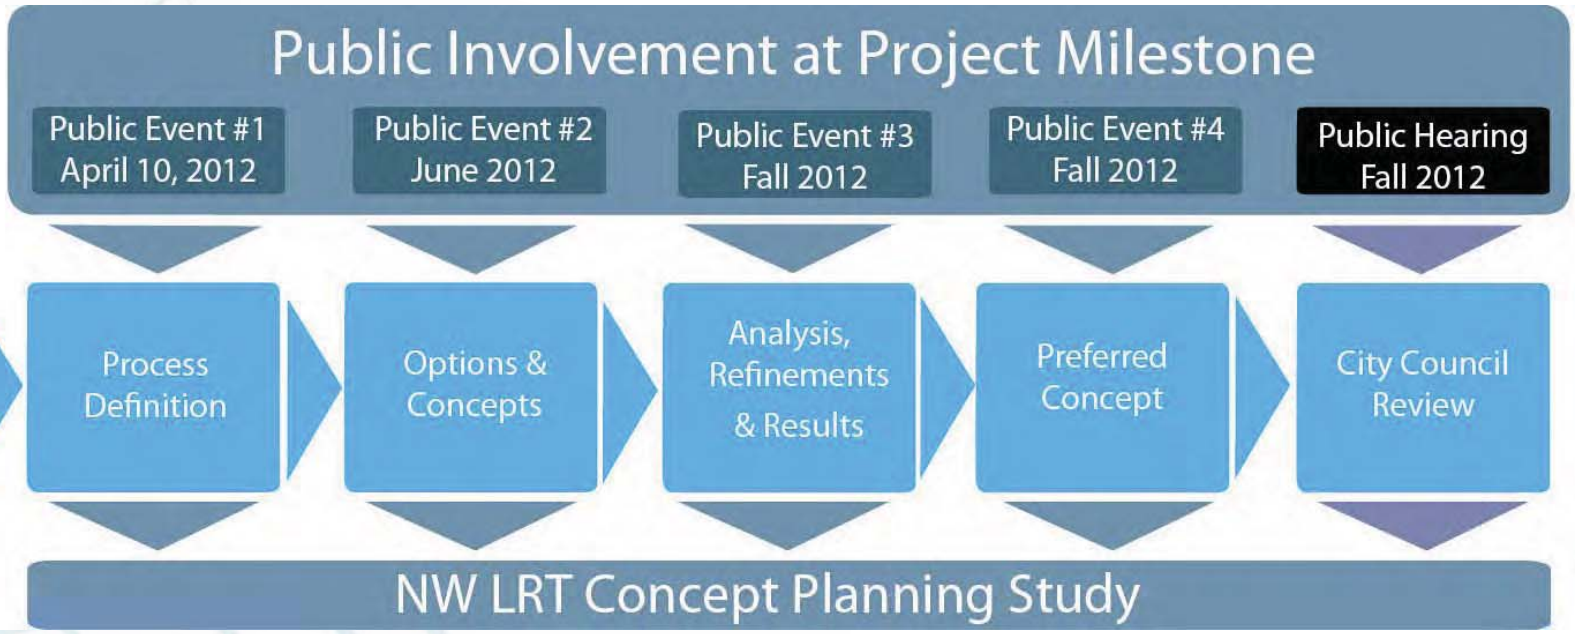 Public Involvement at Project Milestone
Public Event #1
April 10, 2012
Public Event #2
June 2012
Public Event #3
Fall 2012
Public Event #4
Fall 2012
Public Hearing
Fall 2012
Process
Definition
Options &
Concepts
Analysis,
Refinements
& Results
Preferred
Concept
City Council
Review
NW LRT Concept Planning Study